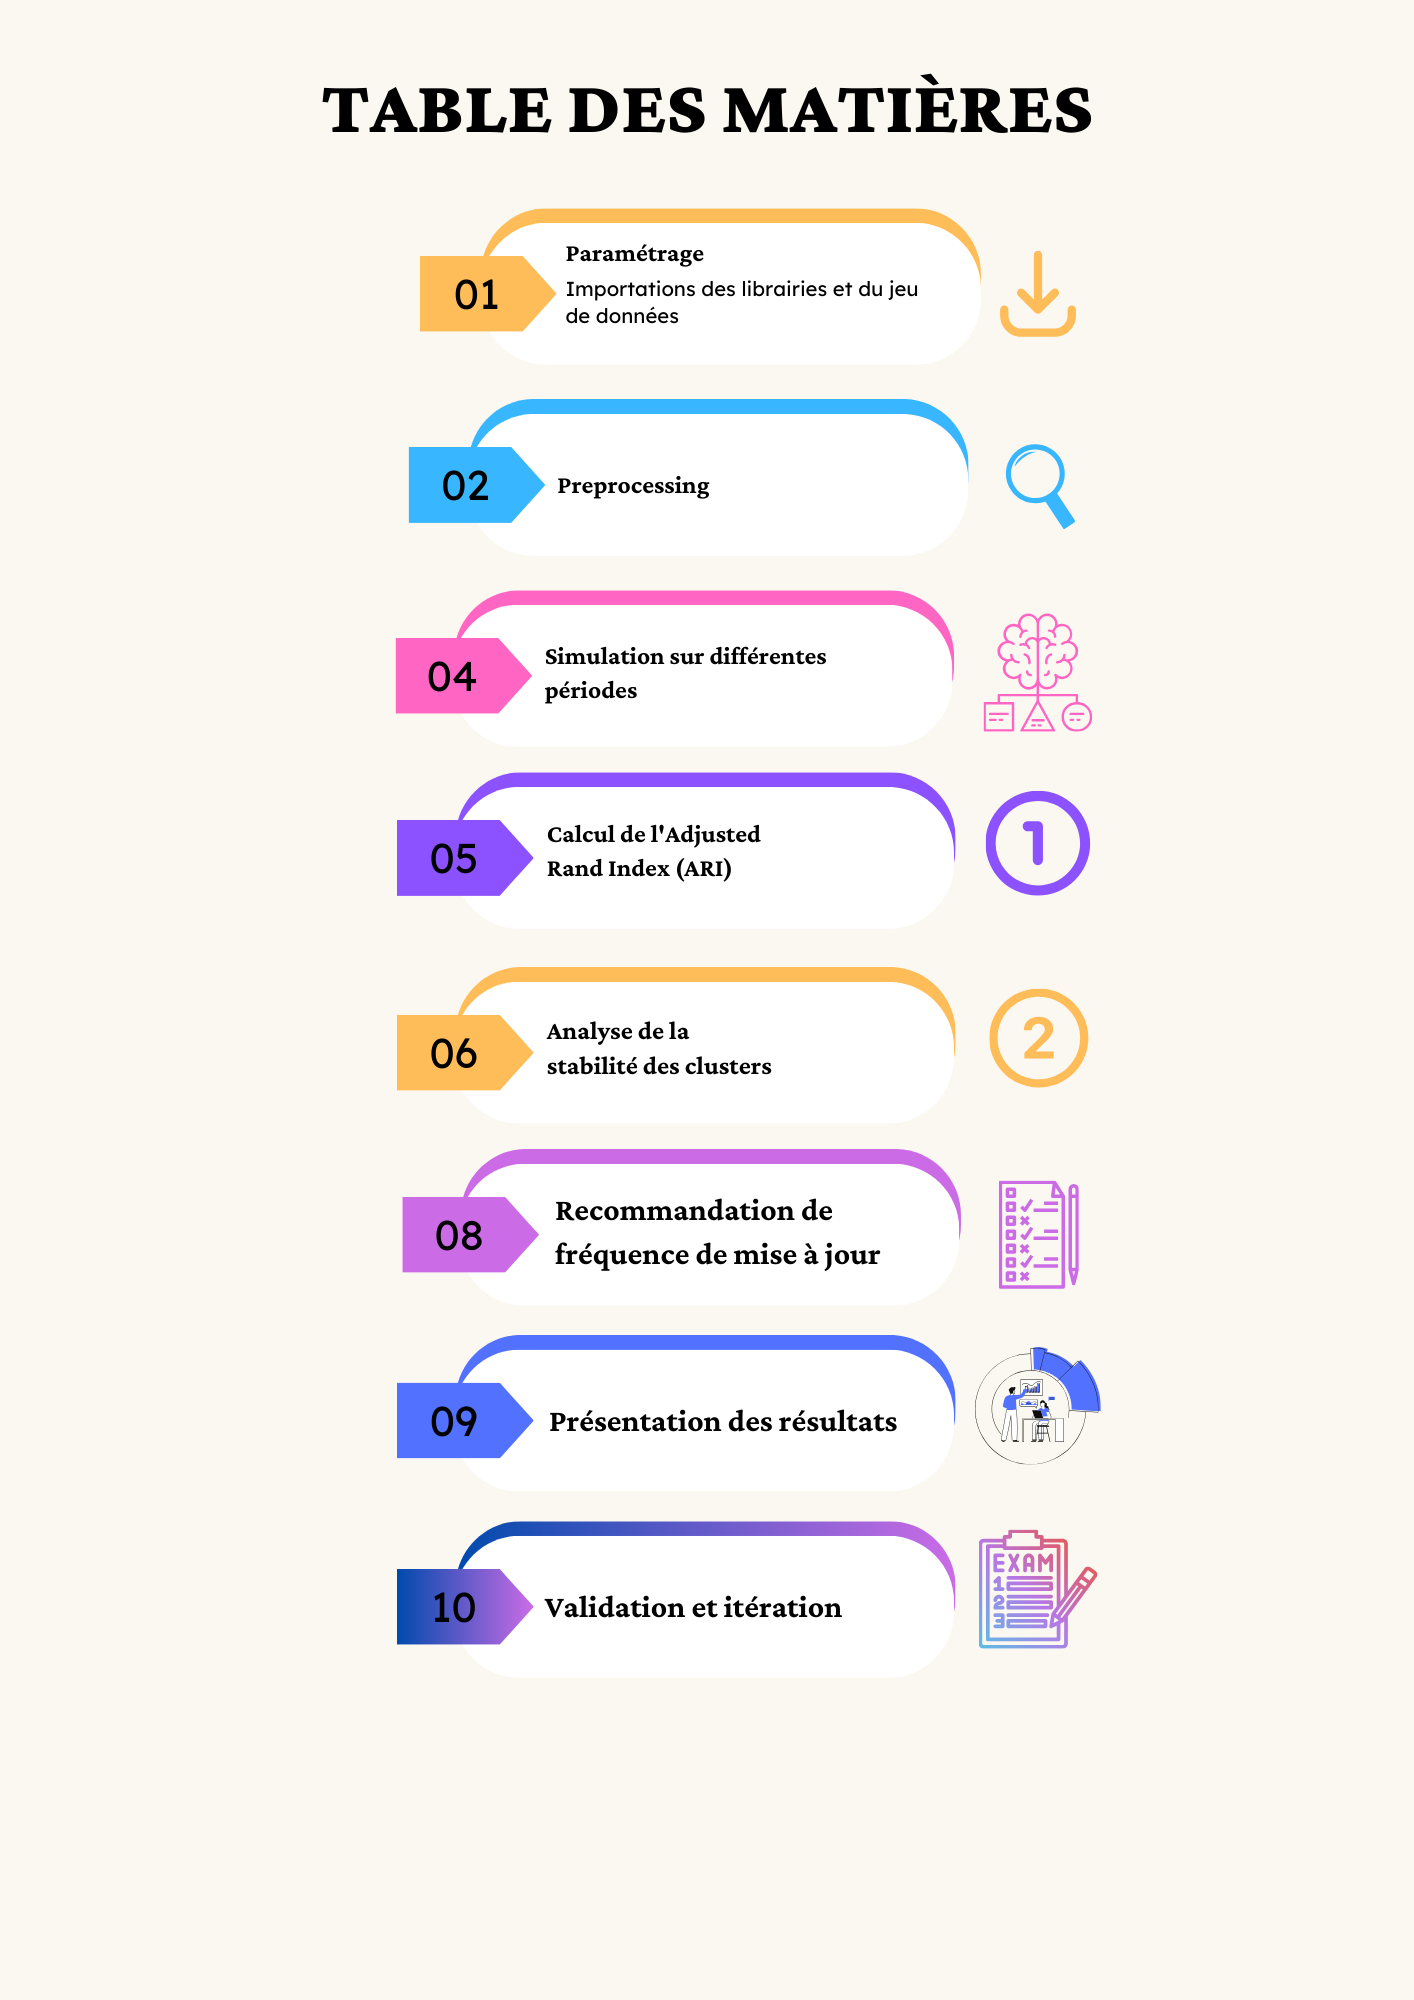 TABLE DES MATIÈRES
01
Paramétrage
Importations des librairies et du jeu
de données
02
Preprocessing
04
Simulation sur différentes
périodes
05
Calcul de l'Adjusted
Rand Index (ARI)
1
06
Analyse de la
stabilité des clusters
2
08
Recommandation de
fréquence de mise à jour
09
Présentation des résultats
10
Validation et itération
EXAM
1
2
3